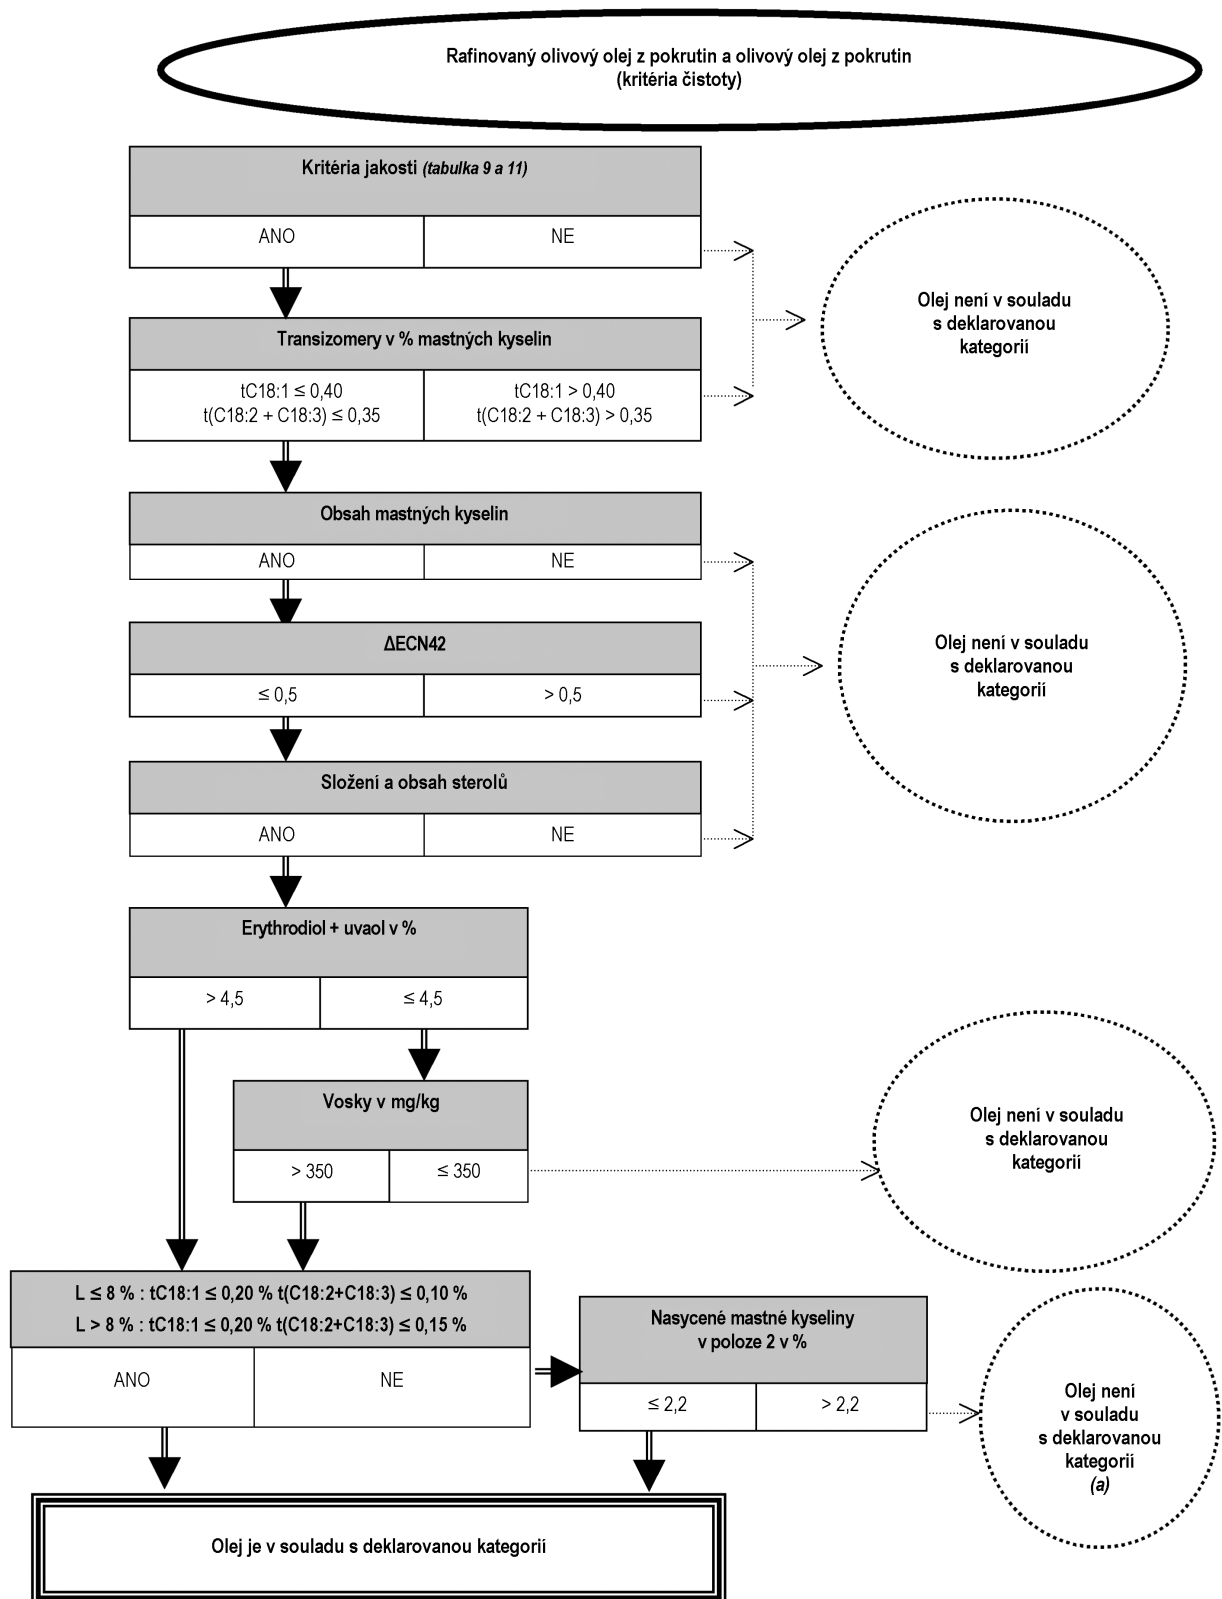 Rafinovaný olivový olej z pokrutin a olivový olej z pokrutin
(kritéria čistoty)
Kritéria jakosti (tabulka 9 a 11)
ANO
NE
Olej není v souladu
s deklarovanou
kategorií
Transizomery v % mastných kyselin
tC18:1 ≤ 0,40
t(C18:2 + C18:3) ≤ 0,35
tC18:1 > 0,40
t(C18:2 + C18:3) > 0,35
Obsah mastných kyselin
ANO
NE
ΔECN42
≤ 0,5
> 0,5
Olej není v souladu
s deklarovanou
kategorií
Složení a obsah sterolů
ANO
NE
Erythrodiol + uvaol v %
> 4,5
≤ 4,5
Vosky v mg/kg
> 350
≤ 350
Olej není v souladu
s deklarovanou
kategorií
L ≤ 8 % : tC18:1 ≤ 0,20 % t(C18:2+C18:3) ≤ 0,10 %
L > 8 % : tC18:1 ≤ 0,20 % t(C18:2+C18:3) ≤ 0,15 %
ANO
NE
Nasycené mastné kyseliny
v poloze 2 v %
≤ 2,2
> 2,2
Olej není
v souladu
s deklarovanou
kategorií
(a)
Olej je v souladu s deklarovanou kategorií